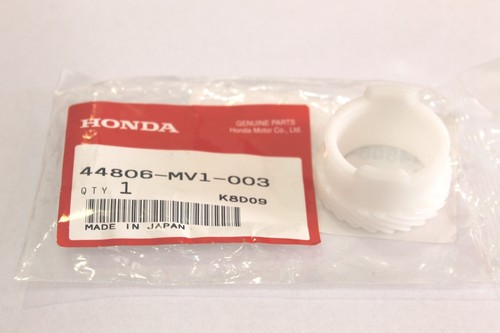 HONDA
GENUINE PARTS
Honda Motor Co., Ltd.
44806-MV1-003
QTY 1
K8D09
MADE IN JAPAN